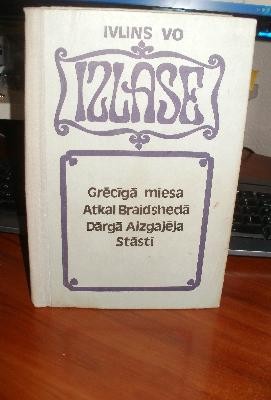 IVLINS VO
IZLASE
Grēcīgā miesa
Atkal Braidshedā
Dārgā Aizgājēja
Stāsti